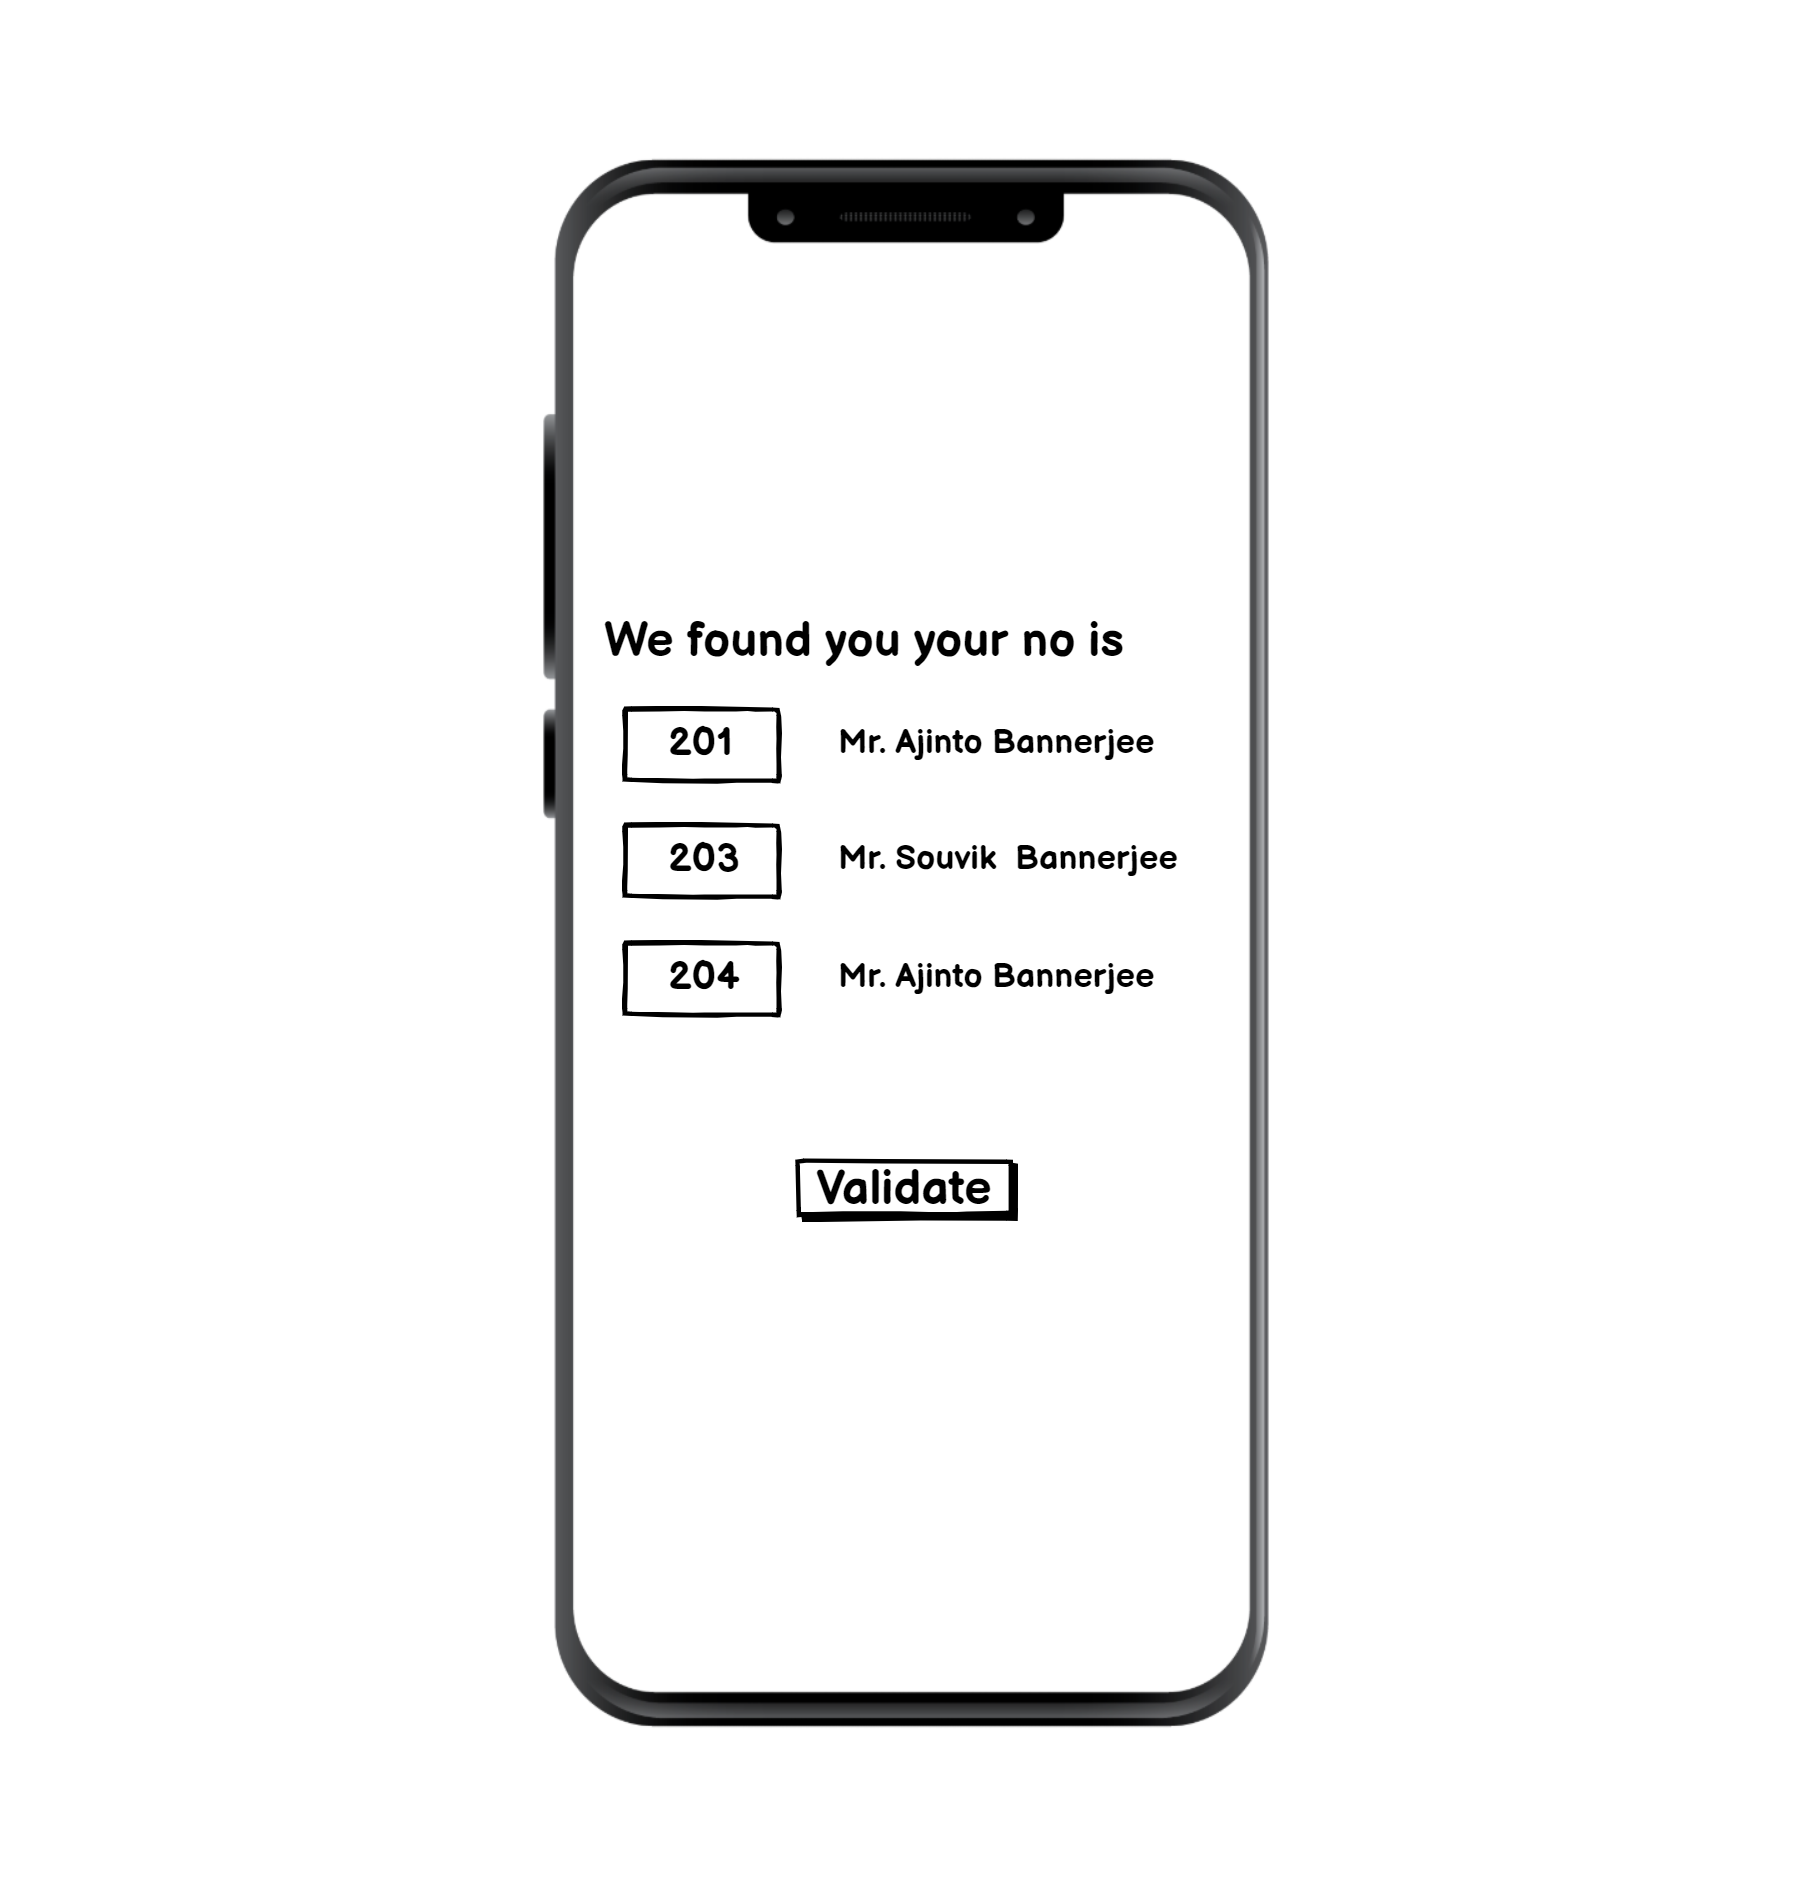 We found you your no is
201 Mr. Ajinto Bannerjee
203 Mr. Souvik  Bannerjee
204 Mr. Ajinto Bannerjee
Validate